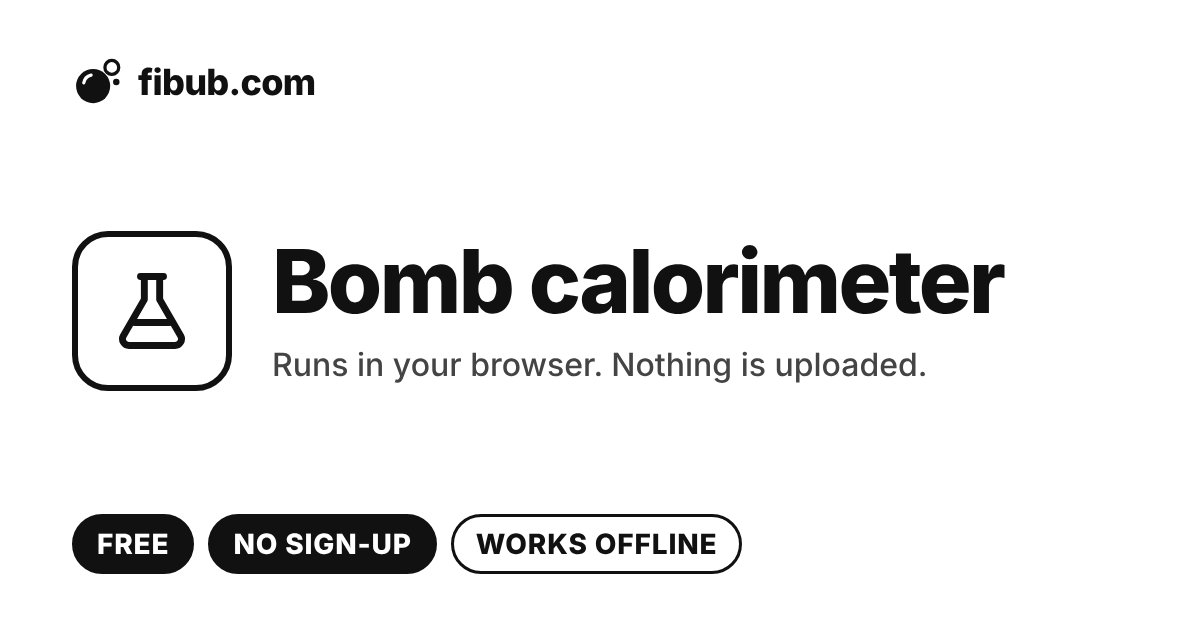 fibub.com
Bomb calorimeter
Runs in your browser. Nothing is uploaded.
FREE
NO SIGN-UP
WORKS OFFLINE